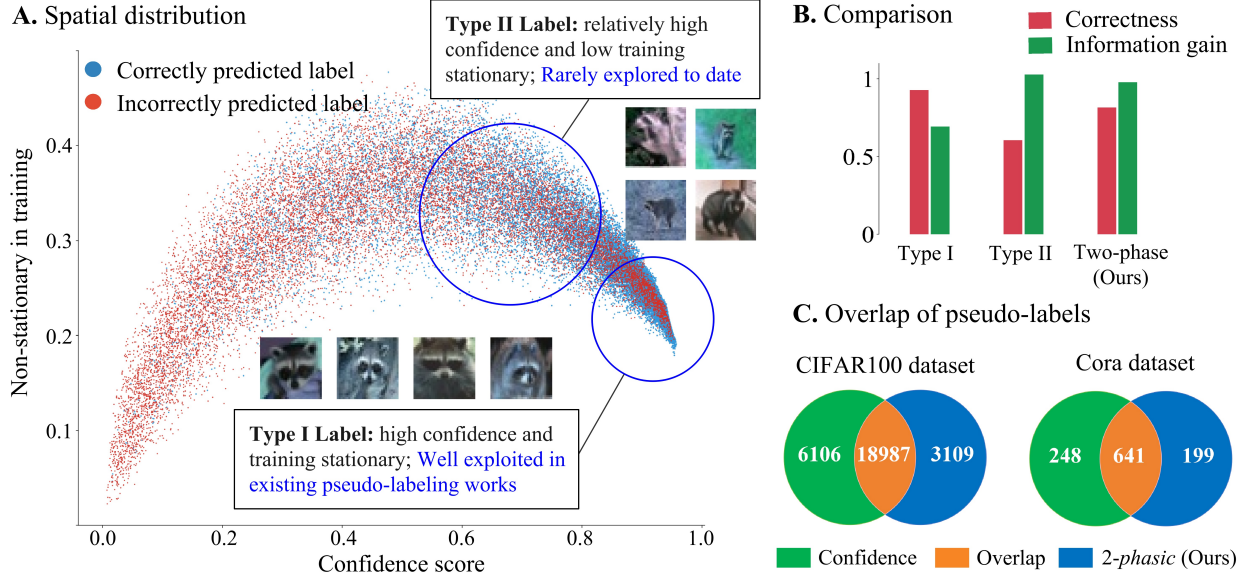 A. Spatial distribution
Correctly predicted label
Incorrectly predicted label
Type II Label: relatively high
confidence and low training
stationary; Rarely explored to date
Non-stationary in training
0.4
0.3
0.2
0.1
Type I Label: high confidence and
training stationary; Well exploited in
existing pseudo-labeling works
0.0
0.2
0.4
0.6
0.8
1.0
Confidence score
B. Comparison
Correctness
Information gain
1
0.5
0
Type I
Type II
Two-phase
(Ours)
C. Overlap of pseudo-labels
CIFAR100 dataset
Cora dataset
6106
18987
3109
248
641
199
Confidence
Overlap
2-phasic (Ours)